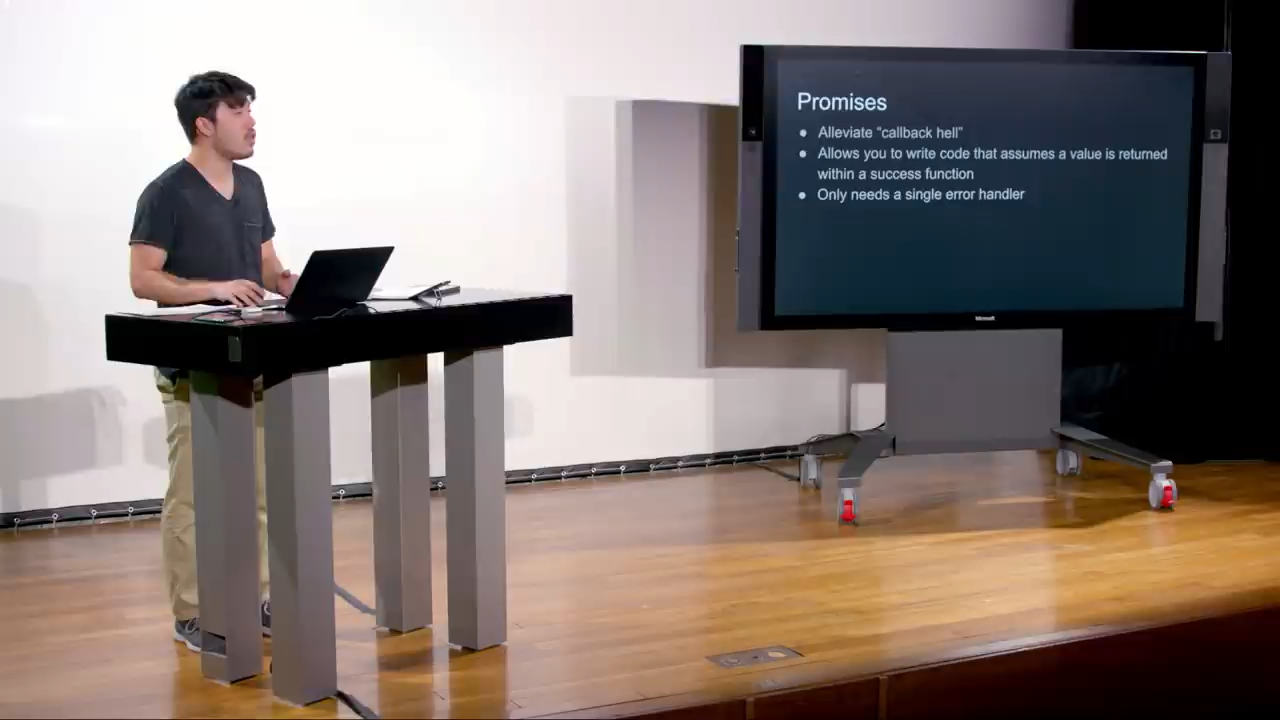 Promises
● Alleviate “callback hell”
● Allows you to write code that assumes a value is returned
within a success function
● Only needs a single error handler
Microsoft